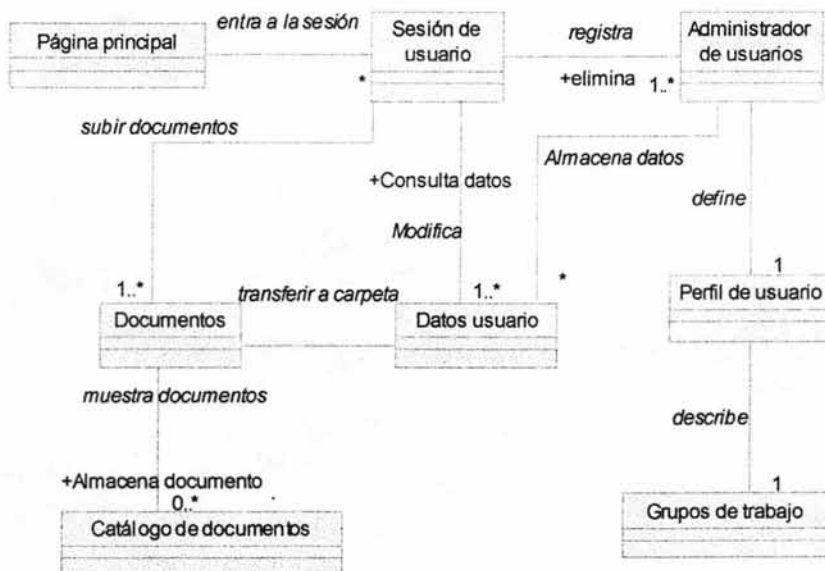 Página principal
entra a la sesión
Sesión de
usuario
registra
+elimina
Administrador
de usuarios
*
1..*
subir documentos
+Consulta datos
Modifica
Almacena datos
define
1..*
transferir a carpeta
1..*
*
1
Documentos
Datos usuario
Perfil de usuario
muestra documentos
describe
+Almacena documento
0..*
1
Catálogo de documentos
Grupos de trabajo